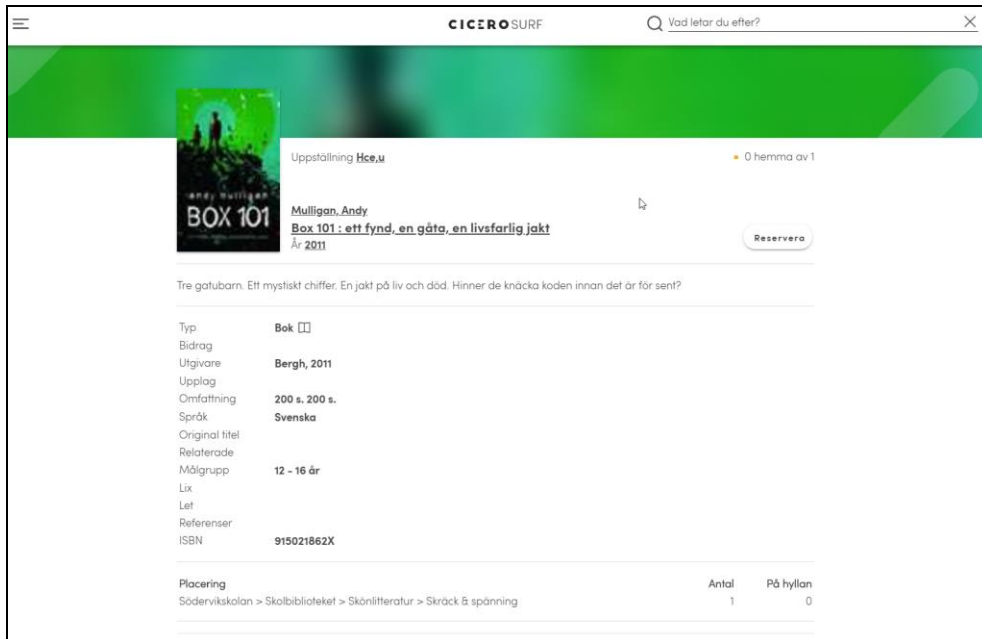 CICEROSURF
Vad letar du efter?
Uppställning Hce,u
0 hemma av 1
andy mulligan
BOX 101
Mulligan, Andy
Box 101 : ett fynd, en gåta, en livsfarlig jakt
År 2011
Reservera
Tre gatubarn. Ett mystiskt chiffer. En jakt på liv och död. Hinner de knäcka koden innan det är för sent?
Typ Bok
Bidrag
Utgivare Bergh, 2011
Upplag
Omfattning 200 s. 200 s.
Språk Svenska
Original titel
Relaterade
Målgrupp 12 - 16 år
Lix
Let
Referenser
ISBN 915021862X
Placering Antal På hyllan
Södervikskolan > Skolbiblioteket > Skönlitteratur > Skräck & spänning 1 0